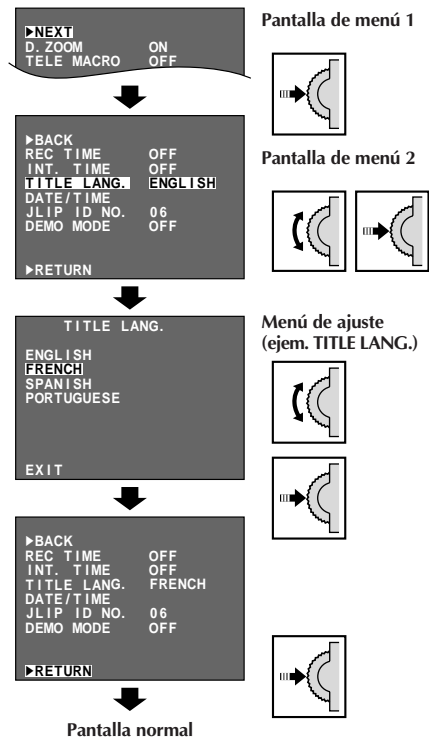 Pantalla de menú 1
▶NEXT
D. ZOOM ON
TELE MACRO OFF
Pantalla de menú 2
▶BACK
REC TIME OFF
INT. TIME OFF
TITLE LANG. ENGLISH
DATE/TIME
JLIP ID NO. 06
DEMO MODE OFF
▶RETURN
Menú de ajuste
(ejem. TITLE LANG.)
TITLE LANG.
ENGLISH
FRENCH
SPANISH
PORTUGUESE
EXIT
▶BACK
REC TIME OFF
INT. TIME OFF
TITLE LANG. FRENCH
DATE/TIME
JLIP ID NO. 06
DEMO MODE OFF
▶RETURN
Pantalla normal